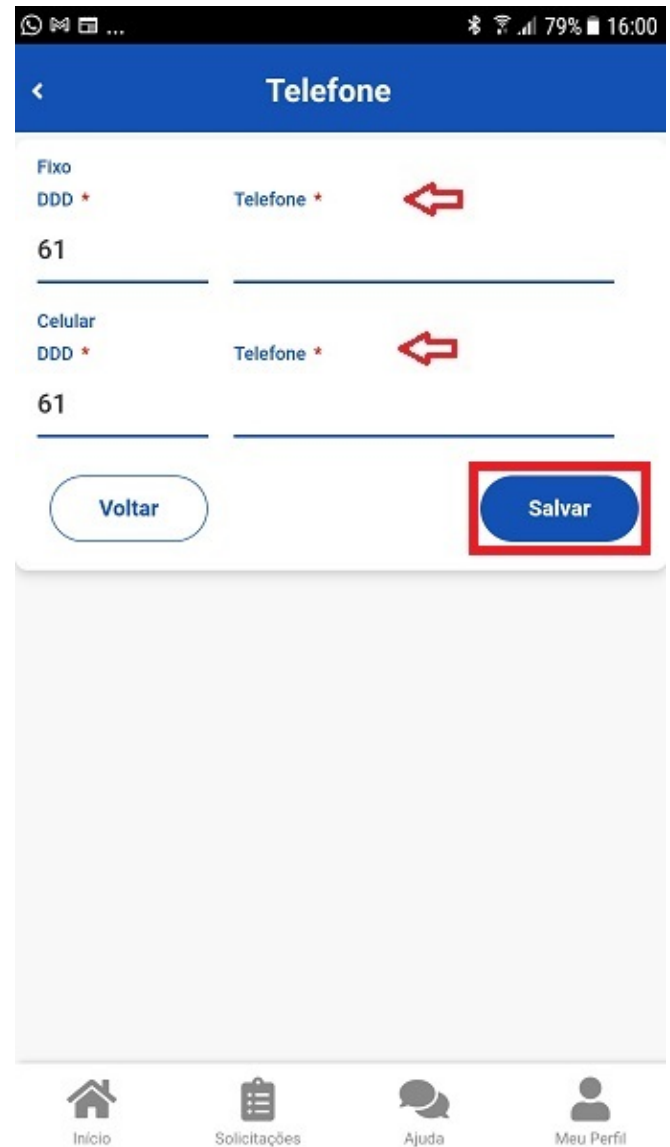 ... 79% 16:00
Telefone
Fixo
DDD * Telefone *
61
Celular
DDD * Telefone *
61
Voltar Salvar
Início Solicitações Ajuda Meu Perfil